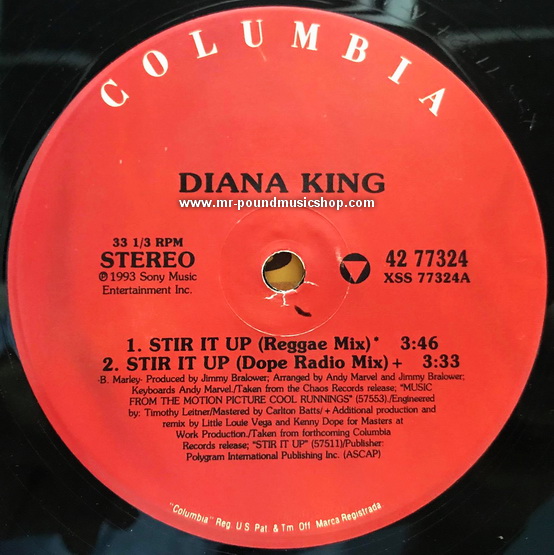 COLUMBIA
DIANA KING
www.mr-poundmusicshop.com
33 1/3 RPM
STEREO
℗1993 Sony Music
Entertainment Inc.
42 77324
XSS 77324A
1. STIR IT UP (Reggae Mix)* 3:46
2. STIR IT UP (Dope Radio Mix)+ 3:33
-B. Marley- Produced by Jimmy Bralower; Arranged by Andy Marvel and Jimmy Bralower;
Keyboards Andy Marvel./Taken from the Chaos Records release; "MUSIC
FROM THE MOTION PICTURE COOL RUNNINGS" (57553)./Engineered
by: Timothy Leitner/Mastered by Carlton Batts/+Additional production and
remix by Little Louie Vega and Kenny Dope for Masters at
Work Production./Taken from forthcoming Columbia
Records release; "STIR IT UP" (57511)/Publisher:
Polygram International Publishing Inc. (ASCAP)
"Columbia" Reg. U S Pat. & Tm Off Marca Registrada